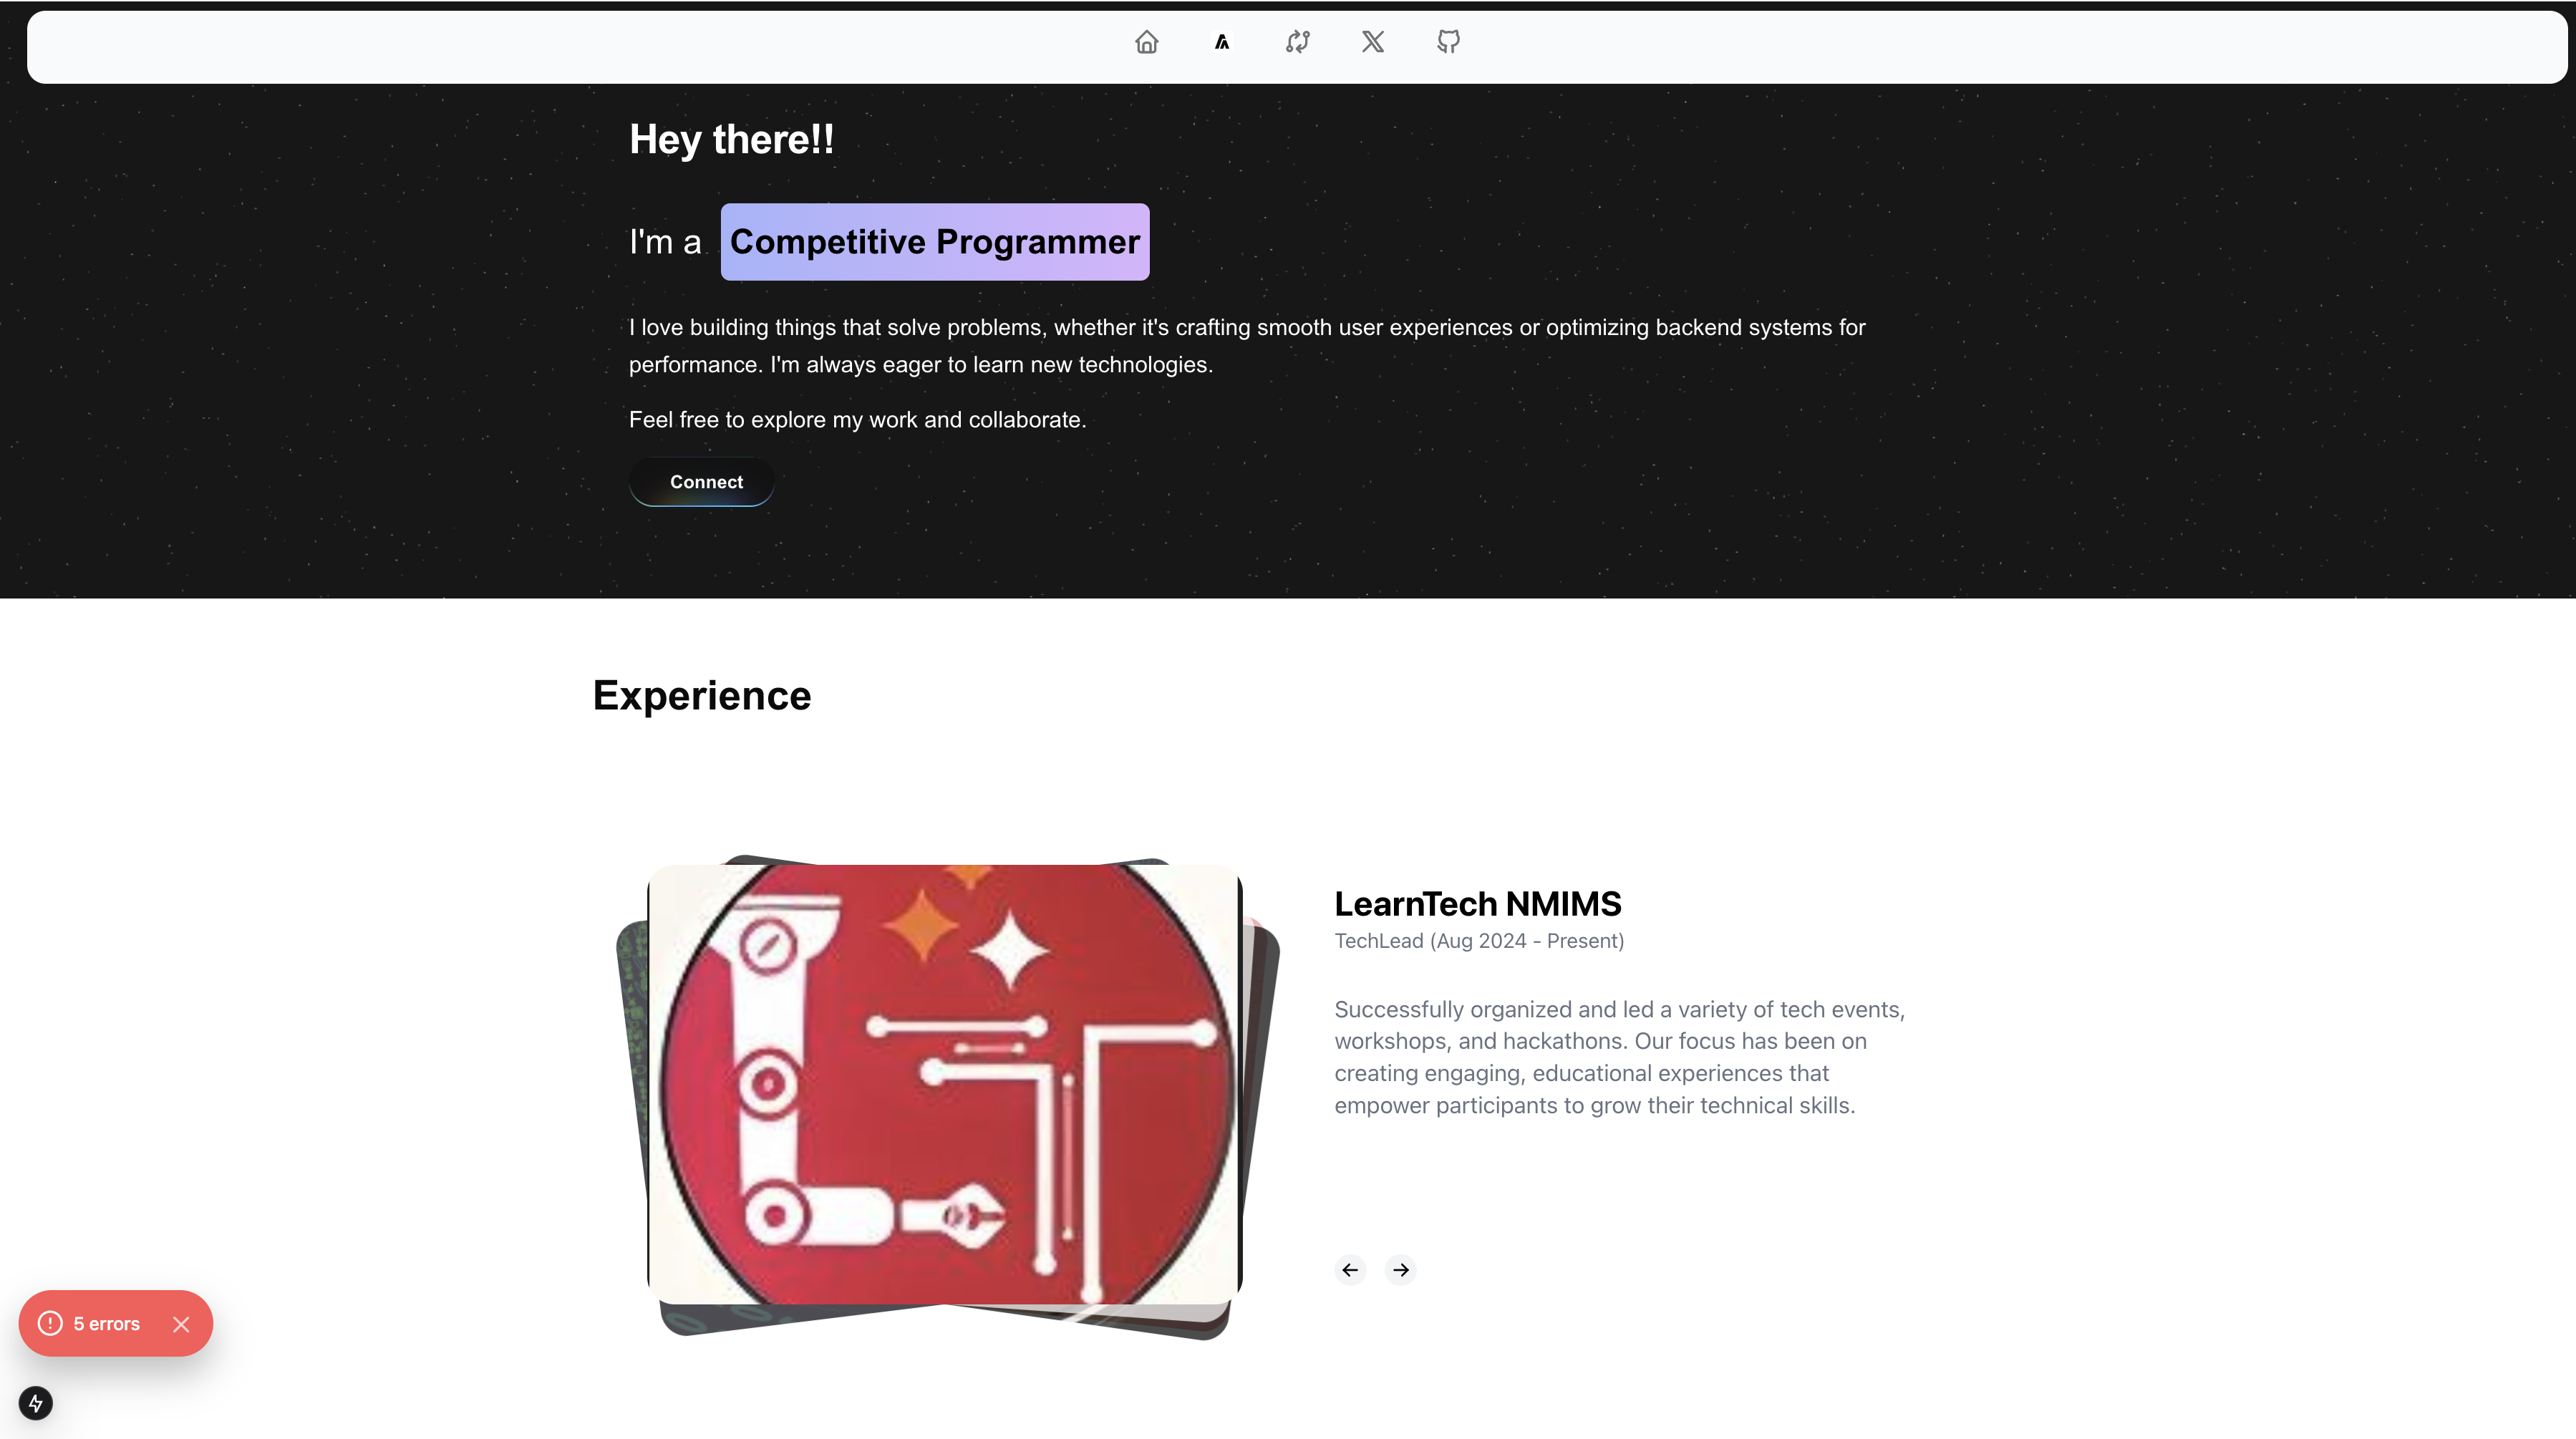 Hey there!!
I'm a Competitive Programmer
I love building things that solve problems, whether it's crafting smooth user experiences or optimizing backend systems for
performance. I'm always eager to learn new technologies.
Feel free to explore my work and collaborate.
Connect
Experience
LearnTech NMIMS
TechLead (Aug 2024 - Present)
Successfully organized and led a variety of tech events,
workshops, and hackathons. Our focus has been on
creating engaging, educational experiences that
empower participants to grow their technical skills.
5 errors